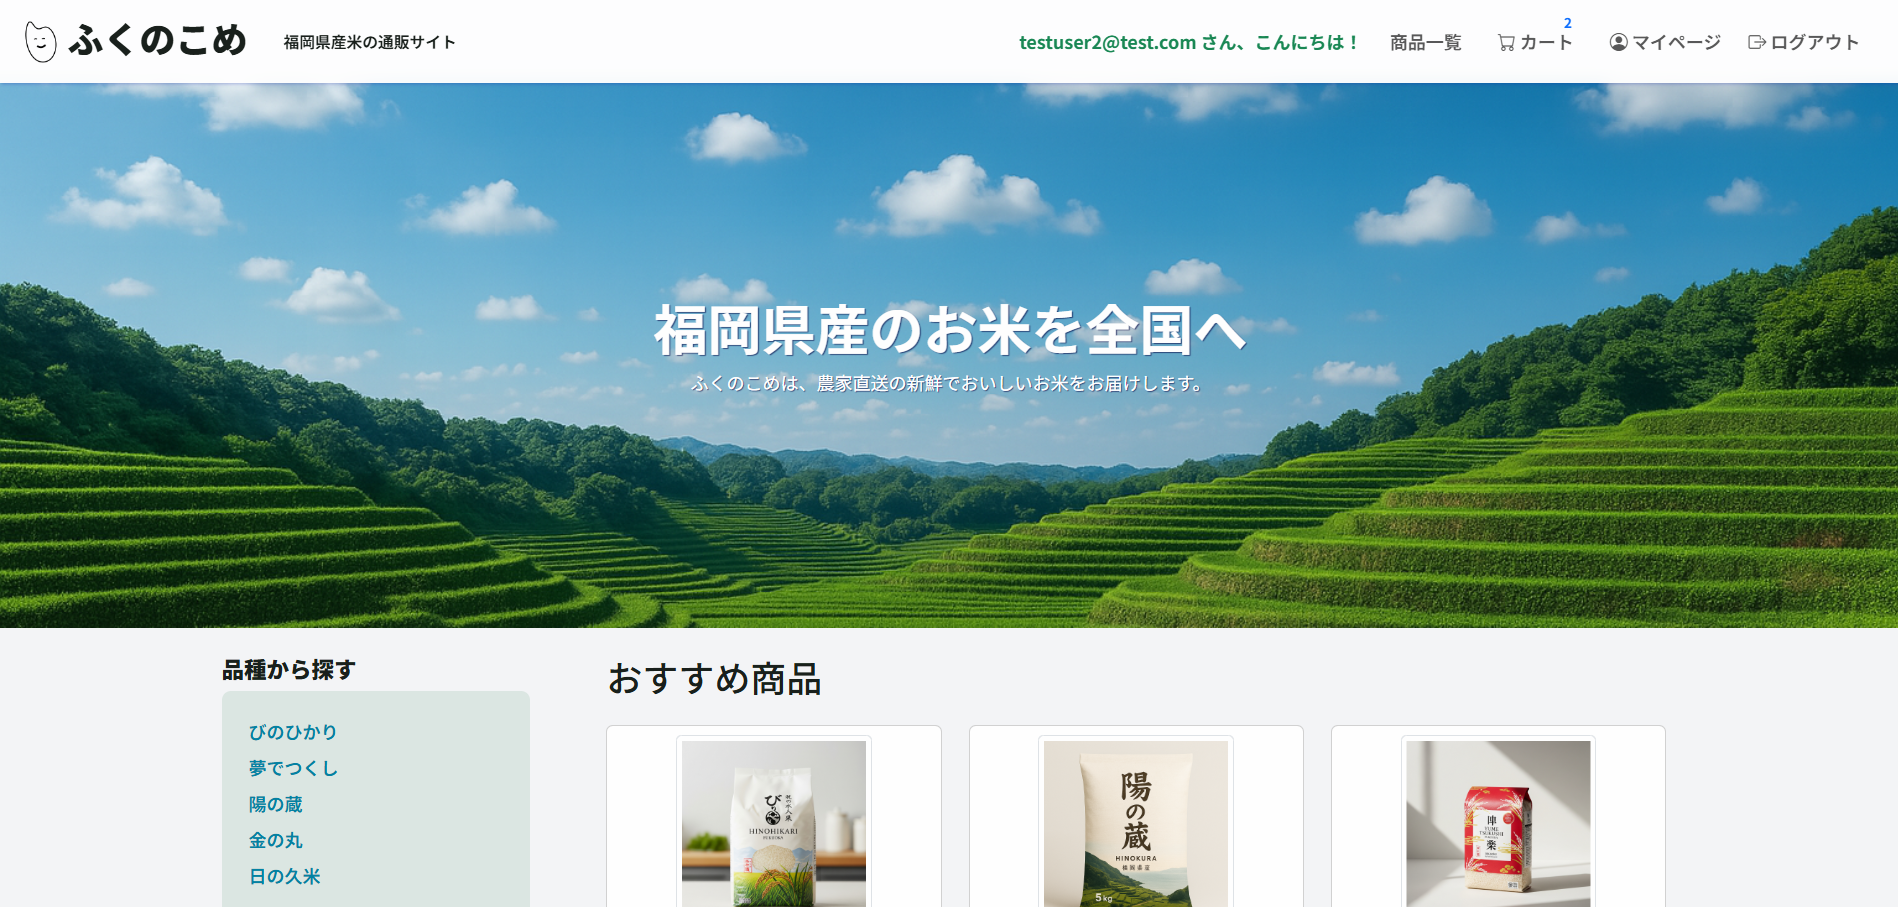 ふくのこめ
福岡県産米の通販サイト
testuser2@test.com さん、こんにちは！
商品一覧
2
カート
マイページ
ログアウト
福岡県産のお米を全国へ
ふくのこめは、農家直送の新鮮でおいしいお米をお届けします。
品種から探す
びのひかり
夢でつくし
陽の蔵
金の丸
日の久米
おすすめ商品
HINOHIKARI
陽の蔵
HINOKURA
5kg
YUME